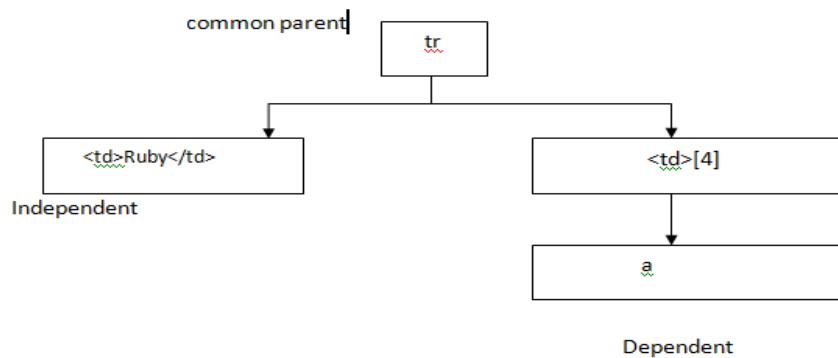 common parent
tr
<td>Ruby</td>
<td>[4]
Independent
a
Dependent